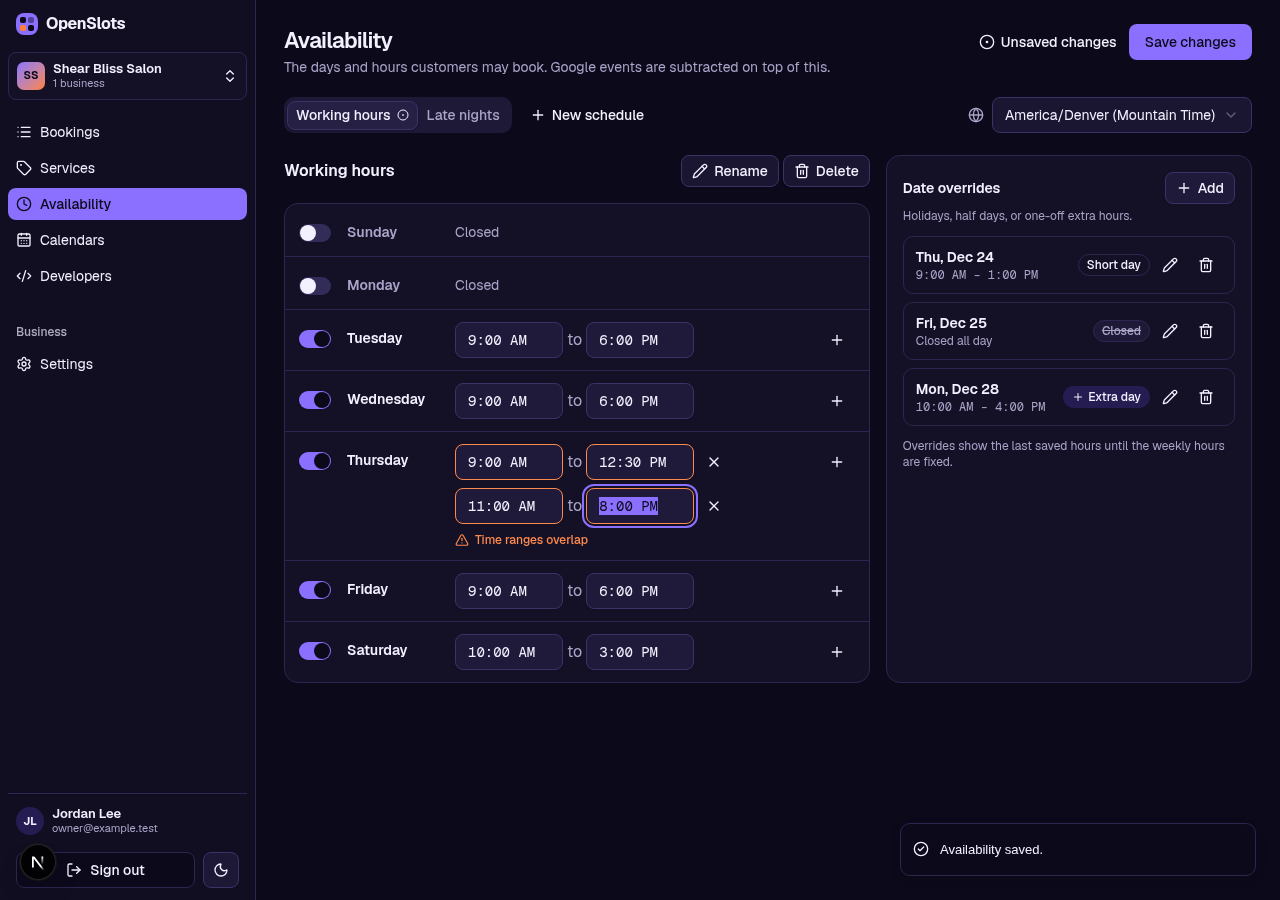 OpenSlots
SS
Shear Bliss Salon
1 business
Bookings
Services
Availability
Calendars
Developers
Business
Settings
JL
Jordan Lee
owner@example.test
N
Sign out
Availability
The days and hours customers may book. Google events are subtracted on top of this.
Unsaved changes
Save changes
Working hours
Late nights
New schedule
America/Denver (Mountain Time)
Working hours
Rename
Delete
Sunday Closed
Monday Closed
Tuesday 9:00 AM to 6:00 PM
Wednesday 9:00 AM to 6:00 PM
Thursday 9:00 AM to 12:30 PM
11:00 AM to 8:00 PM
Time ranges overlap
Friday 9:00 AM to 6:00 PM
Saturday 10:00 AM to 3:00 PM
Date overrides
Add
Holidays, half days, or one-off extra hours.
Thu, Dec 24
9:00 AM – 1:00 PM
Short day
Fri, Dec 25
Closed all day
Closed
Mon, Dec 28
10:00 AM – 4:00 PM
Extra day
Overrides show the last saved hours until the weekly hours
are fixed.
Availability saved.